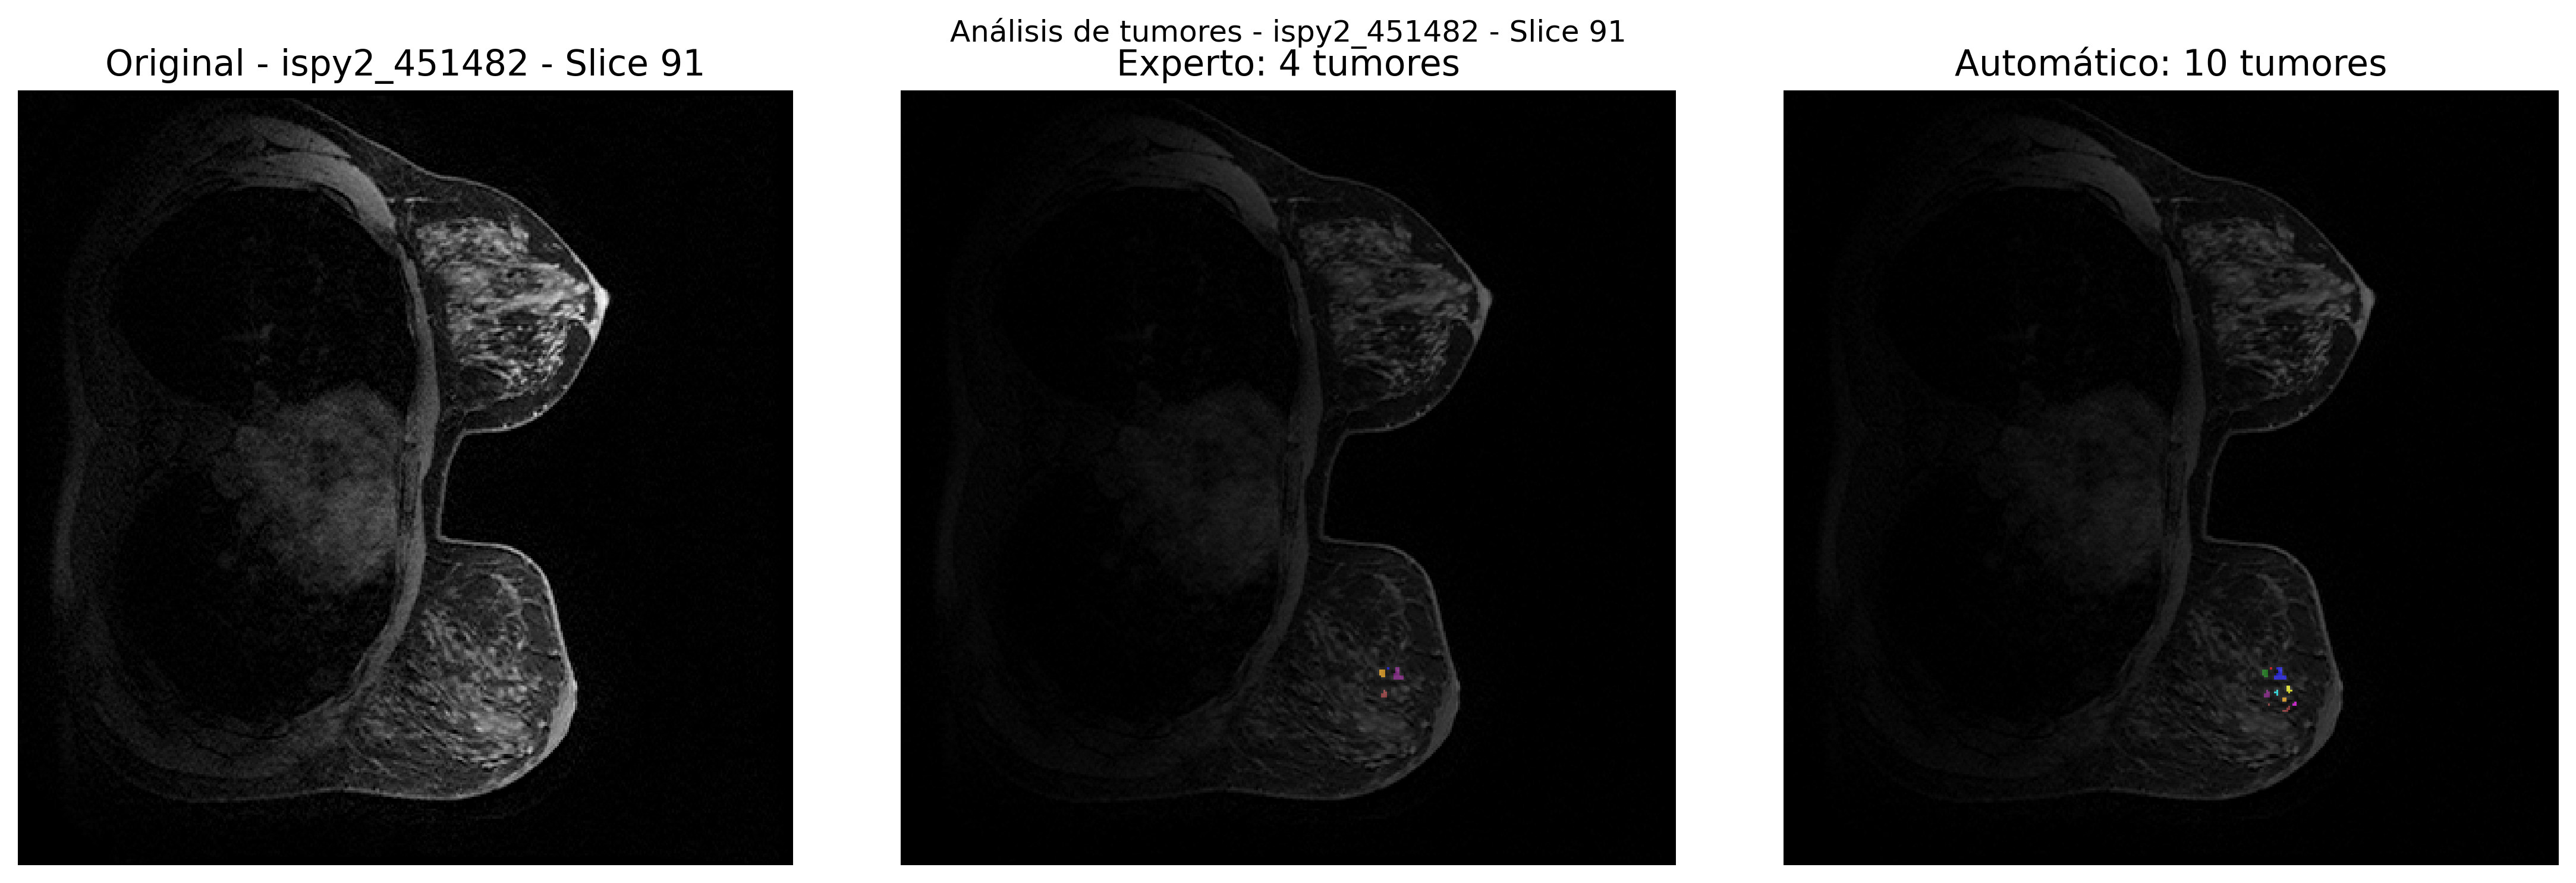 Análisis de tumores - ispy2_451482 - Slice 91
Original - ispy2_451482 - Slice 91
Experto: 4 tumores
Automático: 10 tumores